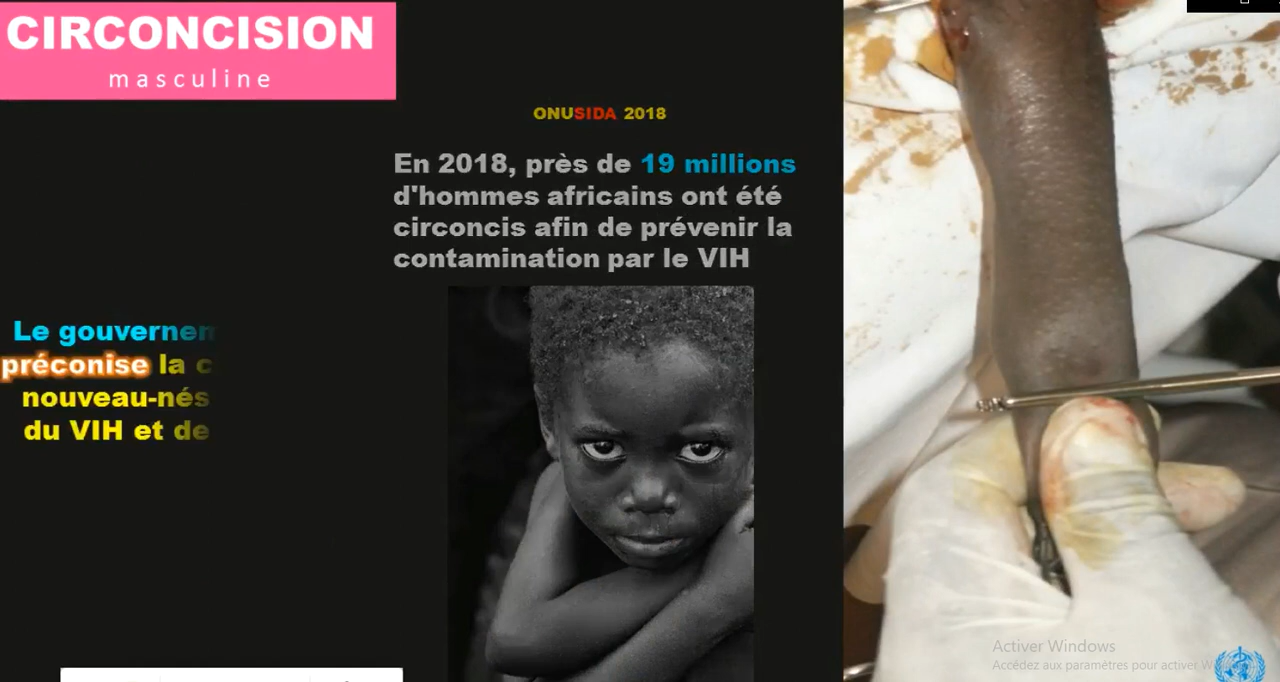 CIRCONCISION
masculine
ONUSIDA 2018
En 2018, près de 19 millions
d'hommes africains ont été
circoncis afin de prévenir la
contamination par le VIH
Le
préconise la
nouveau-nés
du VIH et de
Activer Windows
Accédez aux paramètres pour activer